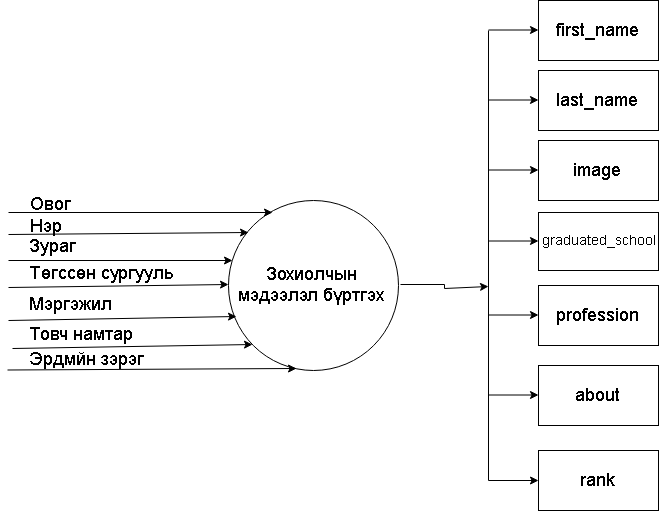 Овог
Нэр
Зураг
Төгссөн сургууль
Мэргэжил
Товч намтар
Эрдмийн зэрэг
Зохиолчын
мэдээлэл бүртгэх
first_name
last_name
image
graduated_school
profession
about
rank